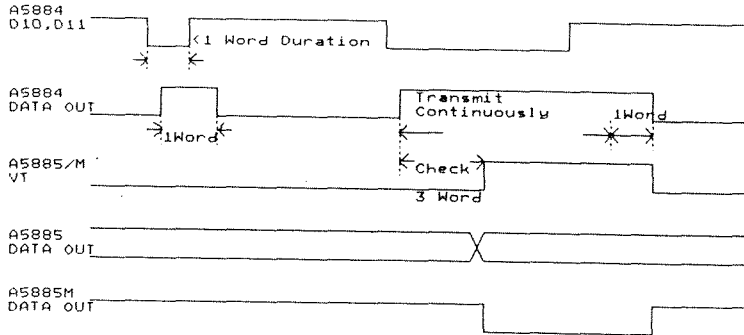 A5884
D10,D11
<1 Word Duration
A5884
DATA OUT
1Word
Transmit
Continuously
1Word
A5885/M
VT
Check
3 Word
A5885
DATA OUT
A5885M
DATA OUT